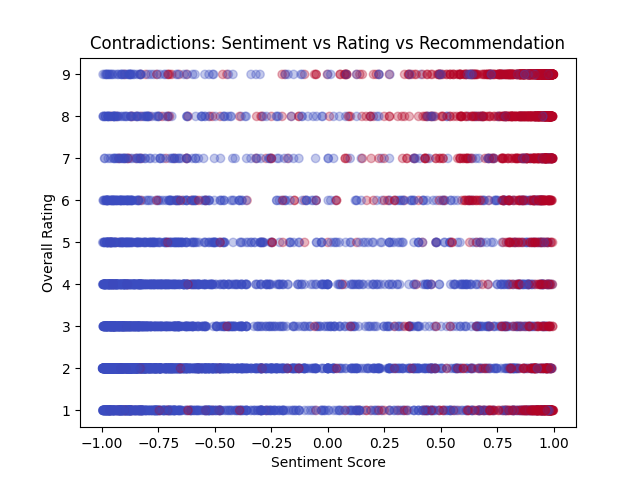 Contradictions: Sentiment vs Rating vs Recommendation
9
8
7
6
5
4
3
2
1
Overall Rating
−1.00 −0.75 −0.50 −0.25 0.00 0.25 0.50 0.75 1.00
Sentiment Score